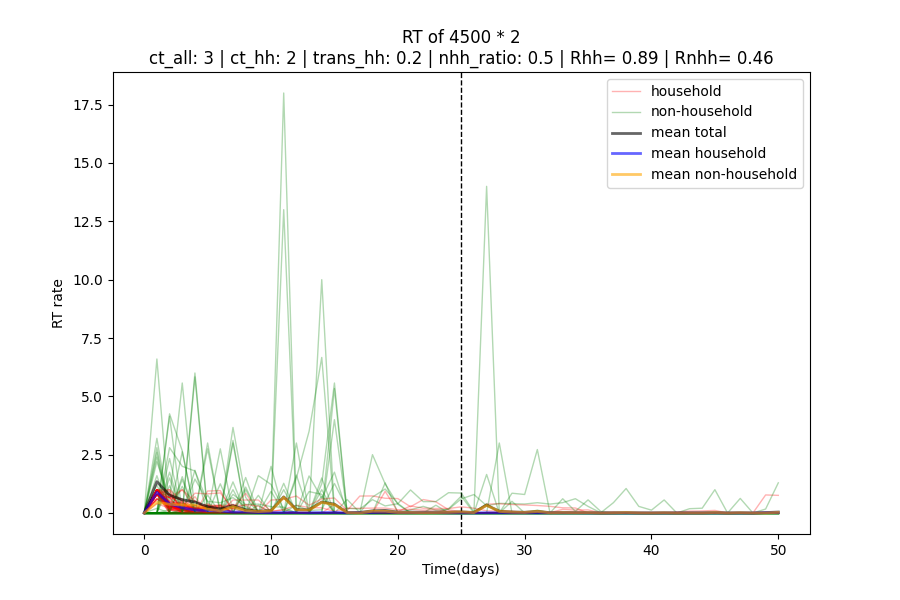 RT of 4500 * 2
ct_all: 3 | ct_hh: 2 | trans_hh: 0.2 | nhh_ratio: 0.5 | Rhh= 0.89 | Rnhh= 0.46
household
non-household
mean total
mean household
mean non-household
RT rate
17.5
15.0
12.5
10.0
7.5
5.0
2.5
0.0
0 10 20 30 40 50
Time(days)